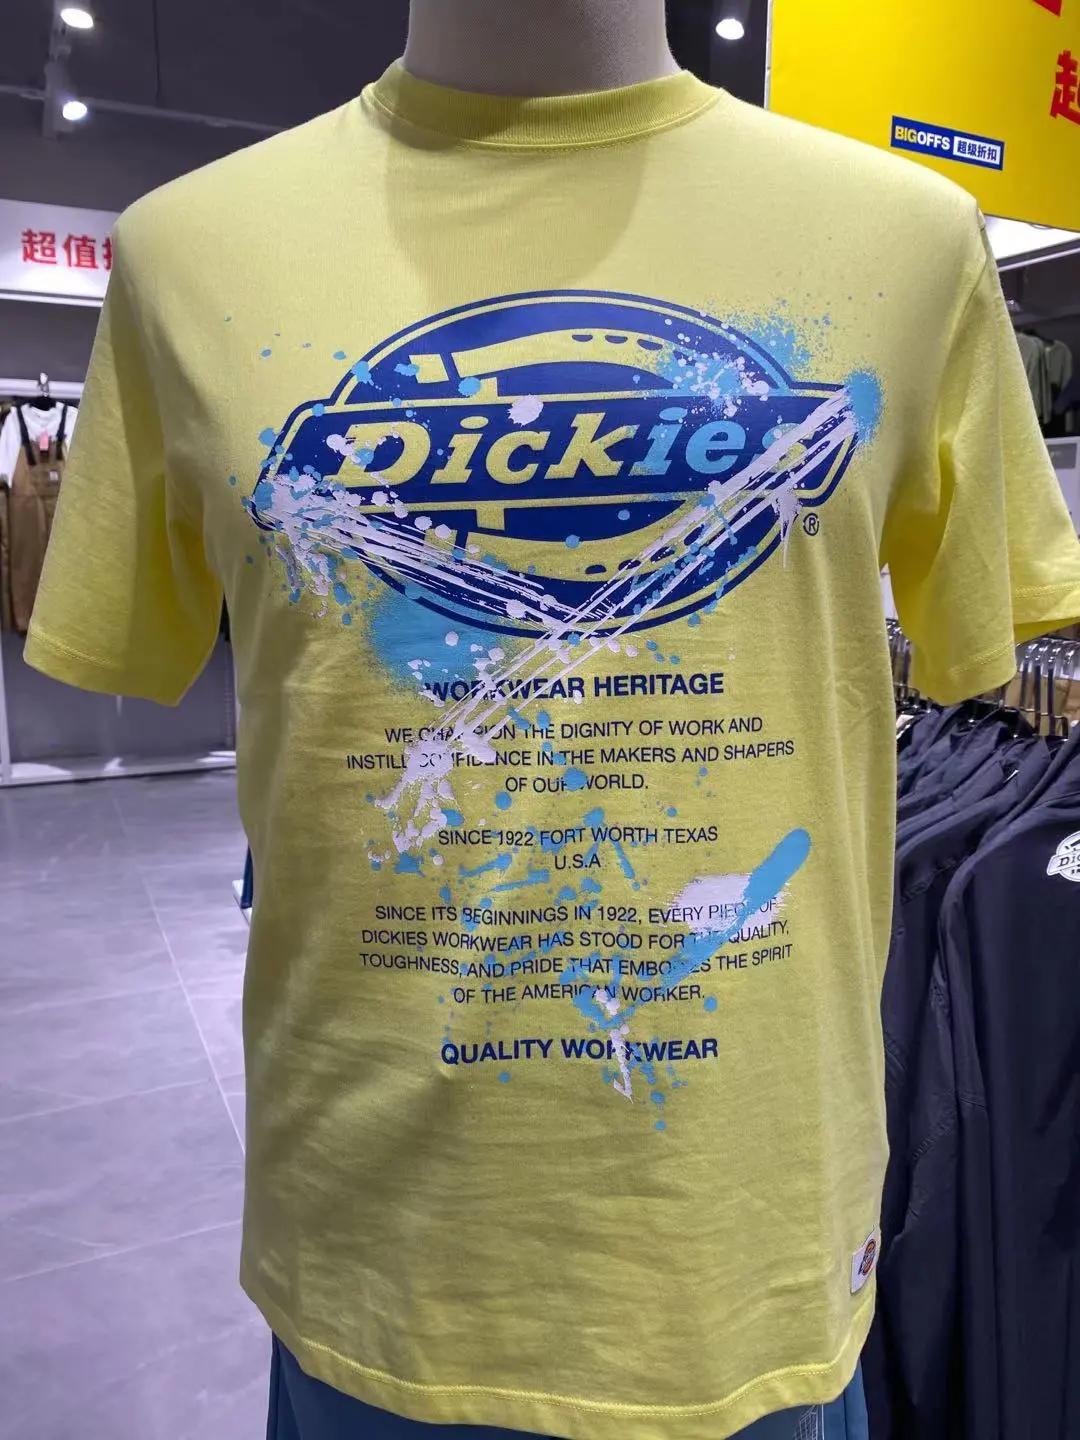 BIGOFFS 超级折扣
超值
Dickies
®
WORKWEAR HERITAGE
WE CHAMPION THE DIGNITY OF WORK AND
INSTILL CONFIDENCE IN THE MAKERS AND SHAPERS
OF OUR WORLD.
SINCE 1922 FORT WORTH TEXAS
U.S.A
SINCE ITS BEGINNINGS IN 1922, EVERY PIECE OF
DICKIES WORKWEAR HAS STOOD FOR THE QUALITY,
TOUGHNESS, AND PRIDE THAT EMBODIES THE SPIRIT
OF THE AMERICAN WORKER.
QUALITY WORKWEAR